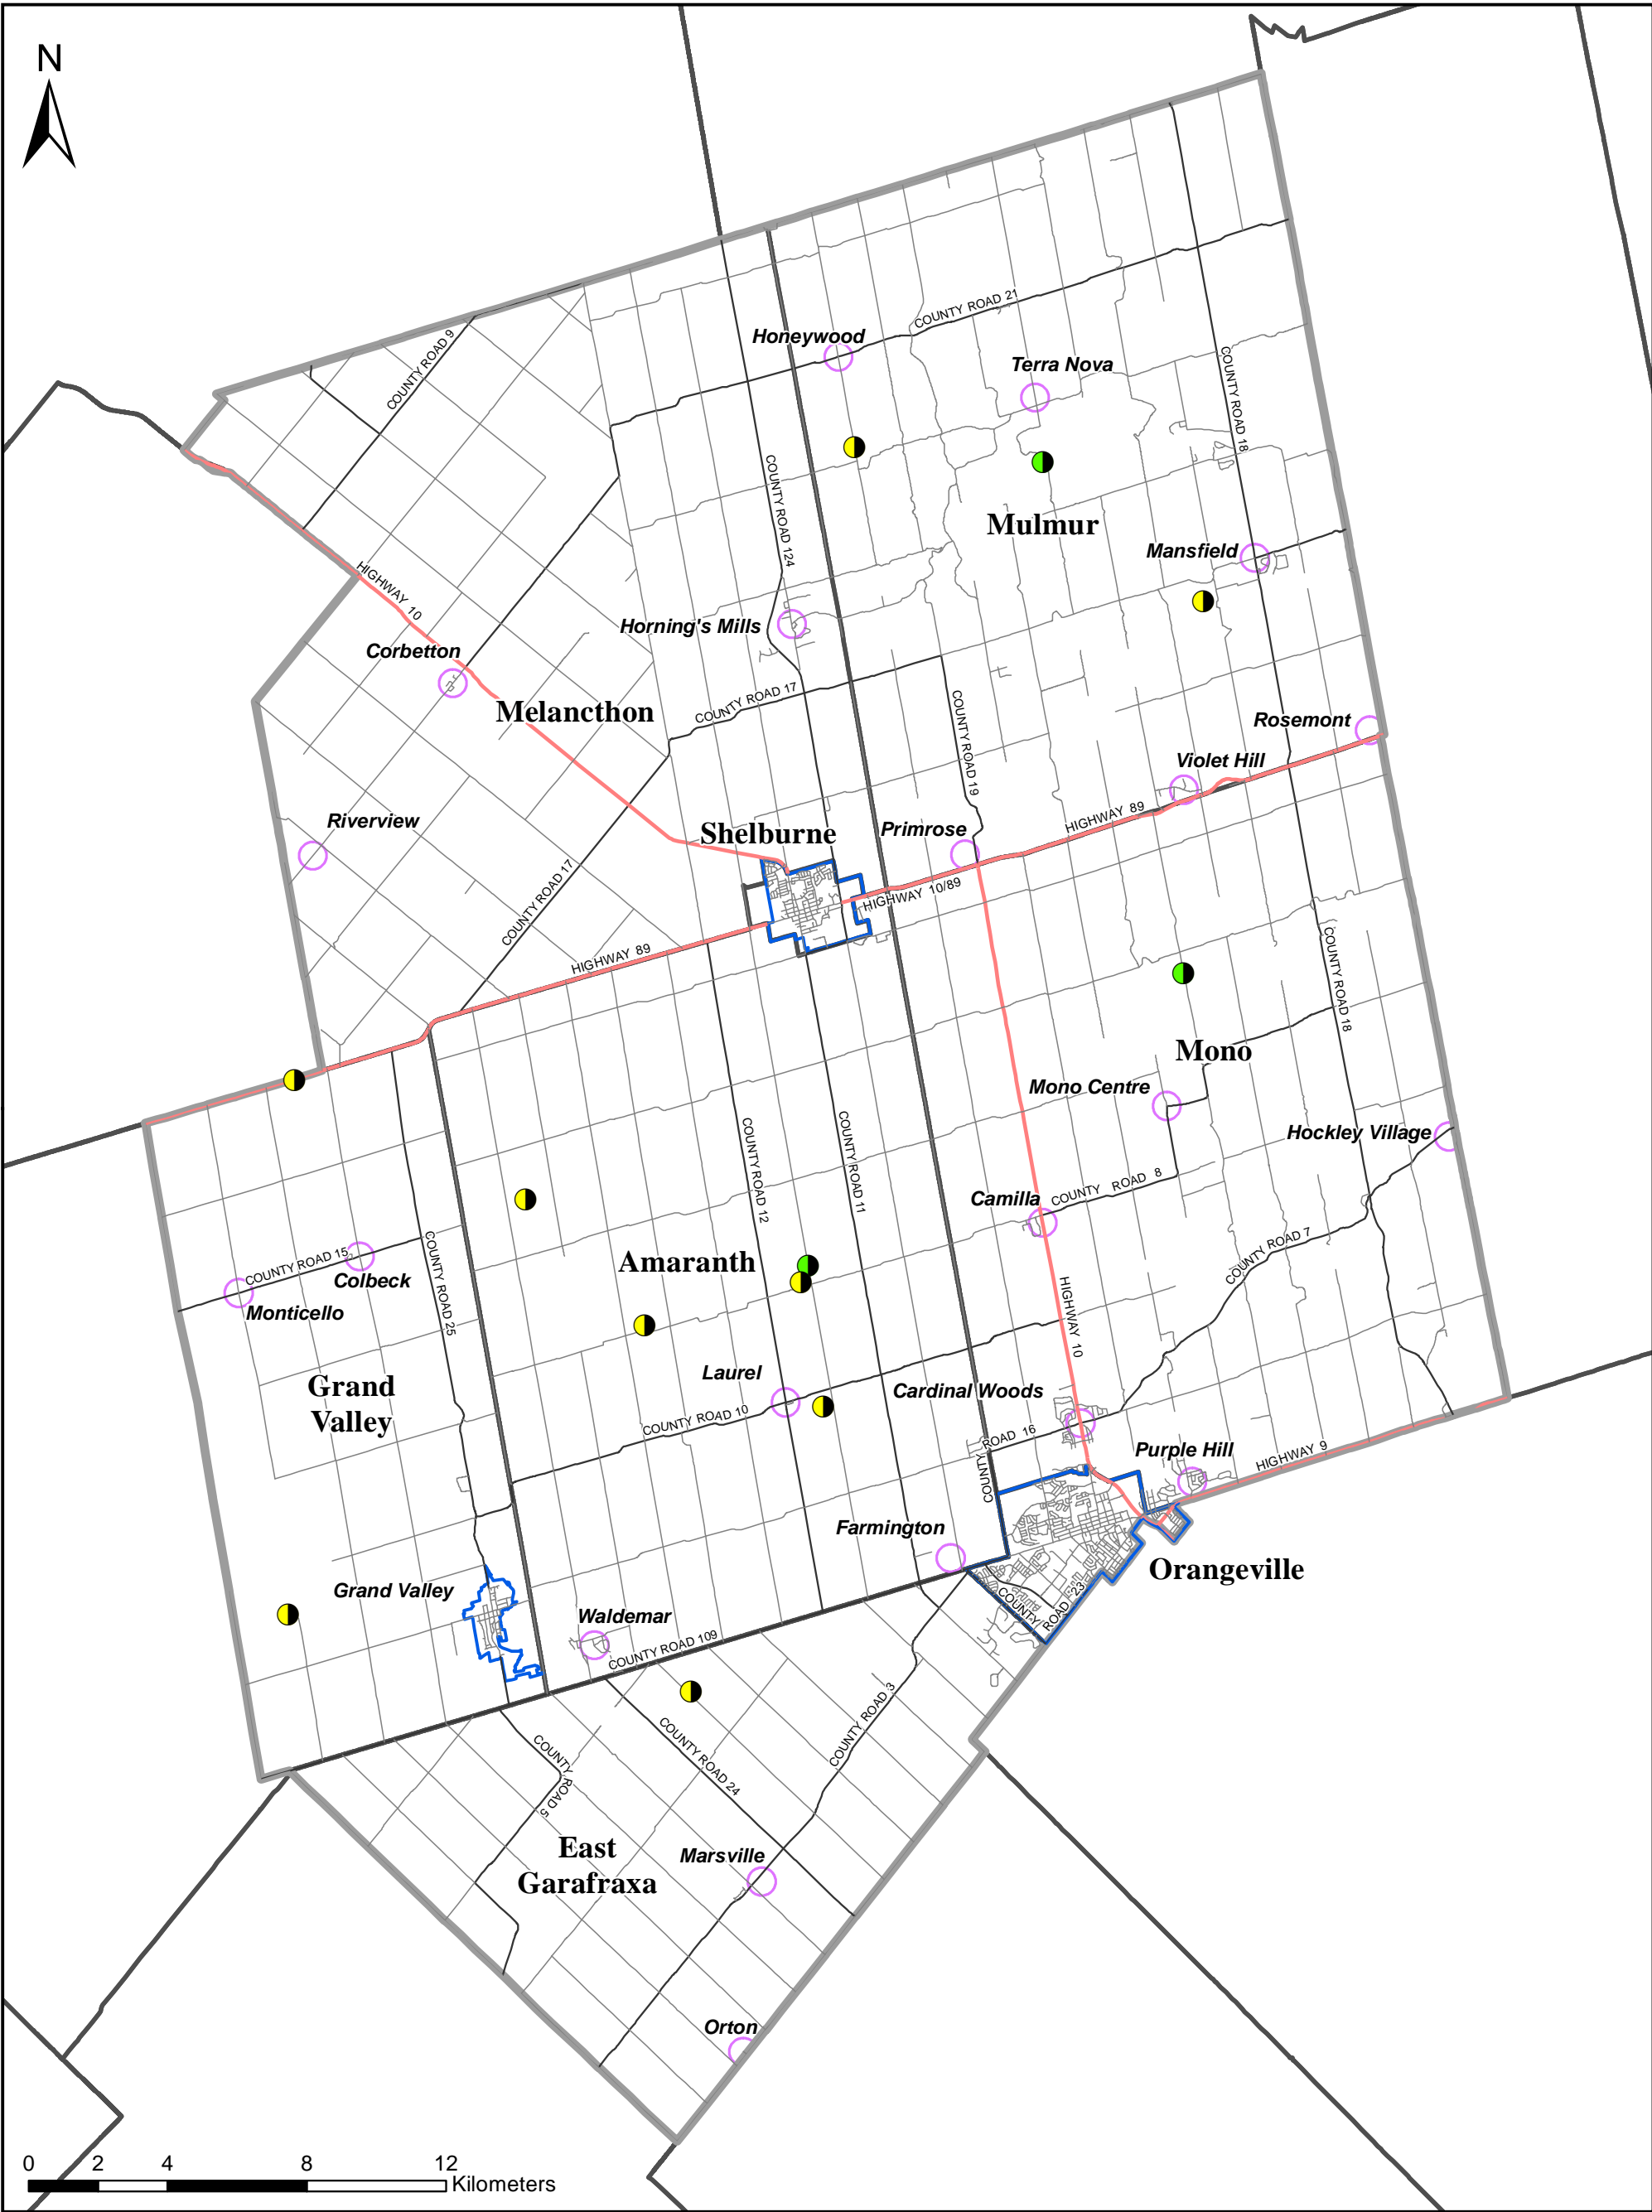 N
COUNTY ROAD 9
COUNTY ROAD 21
Honeywood
Terra Nova
COUNTY ROAD 18
COUNTY ROAD 124
Mulmur
Mansfield
HIGHWAY 10
Horning's Mills
Corbetton
COUNTY ROAD 17
Melancthon
COUNTY ROAD 19
Rosemont
Violet Hill
Riverview
Shelburne
Primrose
HIGHWAY 89
COUNTY ROAD 17
HIGHWAY 10/89
HIGHWAY 89
COUNTY ROAD 18
Mono
Mono Centre
COUNTY ROAD 12
COUNTY ROAD 11
Hockley Village
Camilla
COUNTY ROAD 8
COUNTY ROAD 7
COUNTY ROAD 15
Colbeck
COUNTY ROAD 25
Amaranth
Monticello
HIGHWAY 10
Laurel
Grand
Valley
Cardinal Woods
COUNTY ROAD 10
COUNTY
ROAD 16
Purple Hill
HIGHWAY 9
Farmington
Orangeville
Grand Valley
COUNTY
ROAD 23
Waldemar
COUNTY ROAD 109
COUNTY ROAD 3
COUNTY
ROAD 5
COUNTY ROAD 24
East
Garafraxa
Marsville
Orton
0 2 4 8 12
Kilometers